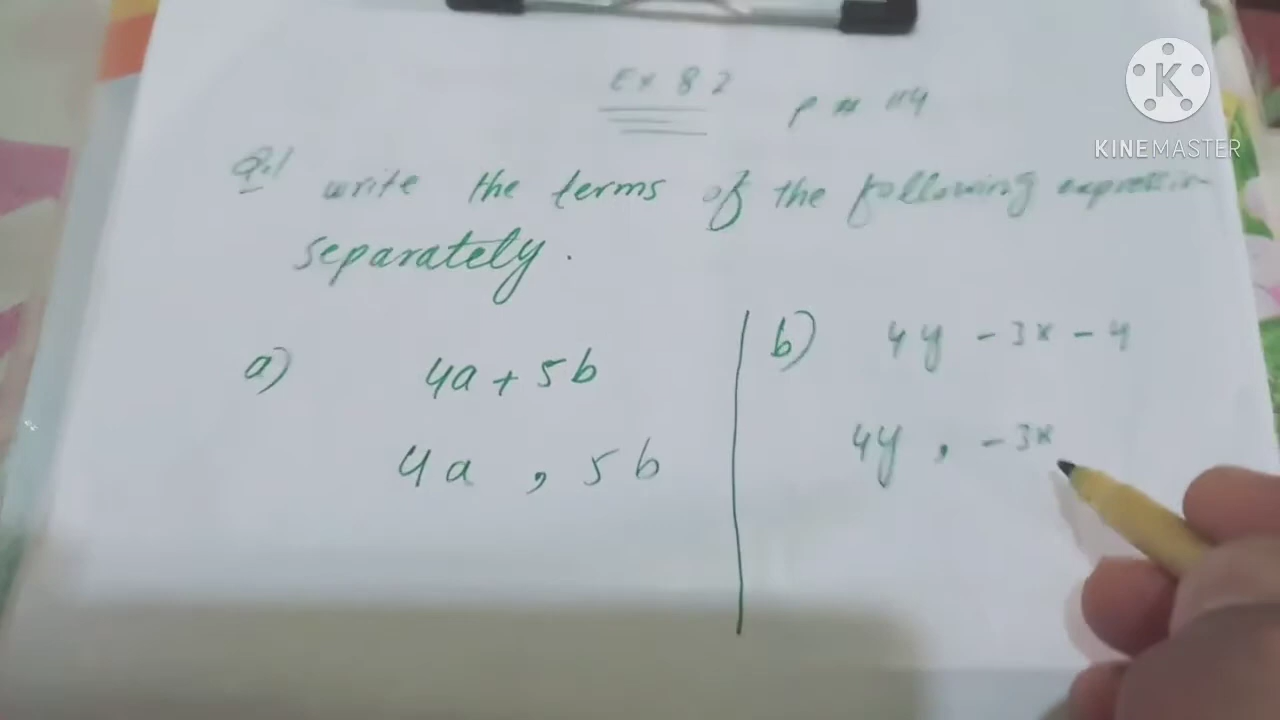 Ex 8.2
P # 114
K
KINEMASTER
Q.1 write the terms of the following expression
separately.
a) 4a + 5b
4a , 5b
b) 4y - 3x - 4
4y , - 3x